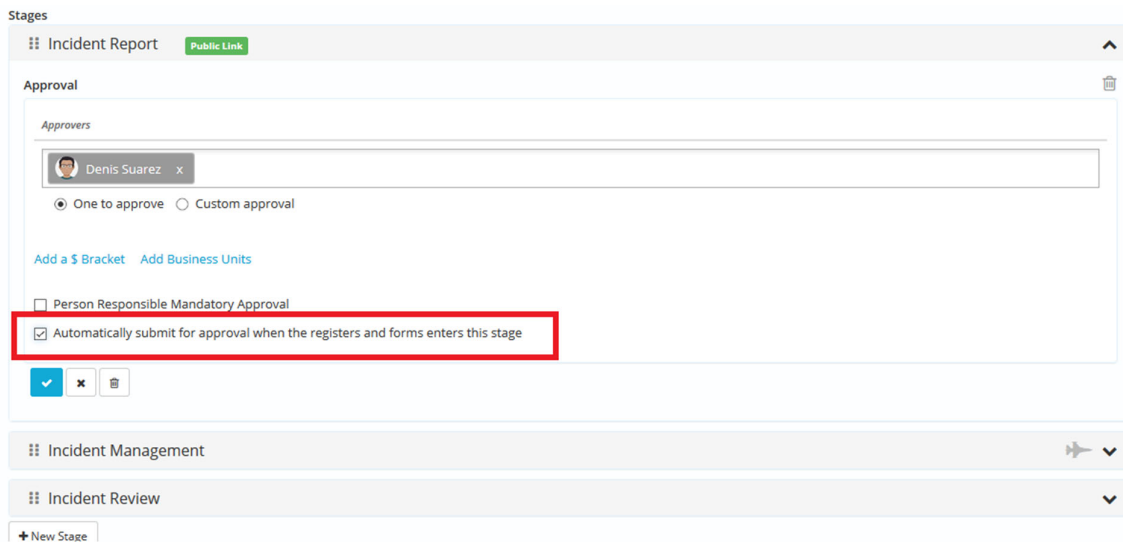 Stages
Incident Report Public Link
Approval
Approvers
Denis Suarez x
One to approve Custom approval
Add a $ Bracket Add Business Units
Person Responsible Mandatory Approval
Automatically submit for approval when the registers and forms enters this stage
Incident Management
Incident Review
+ New Stage